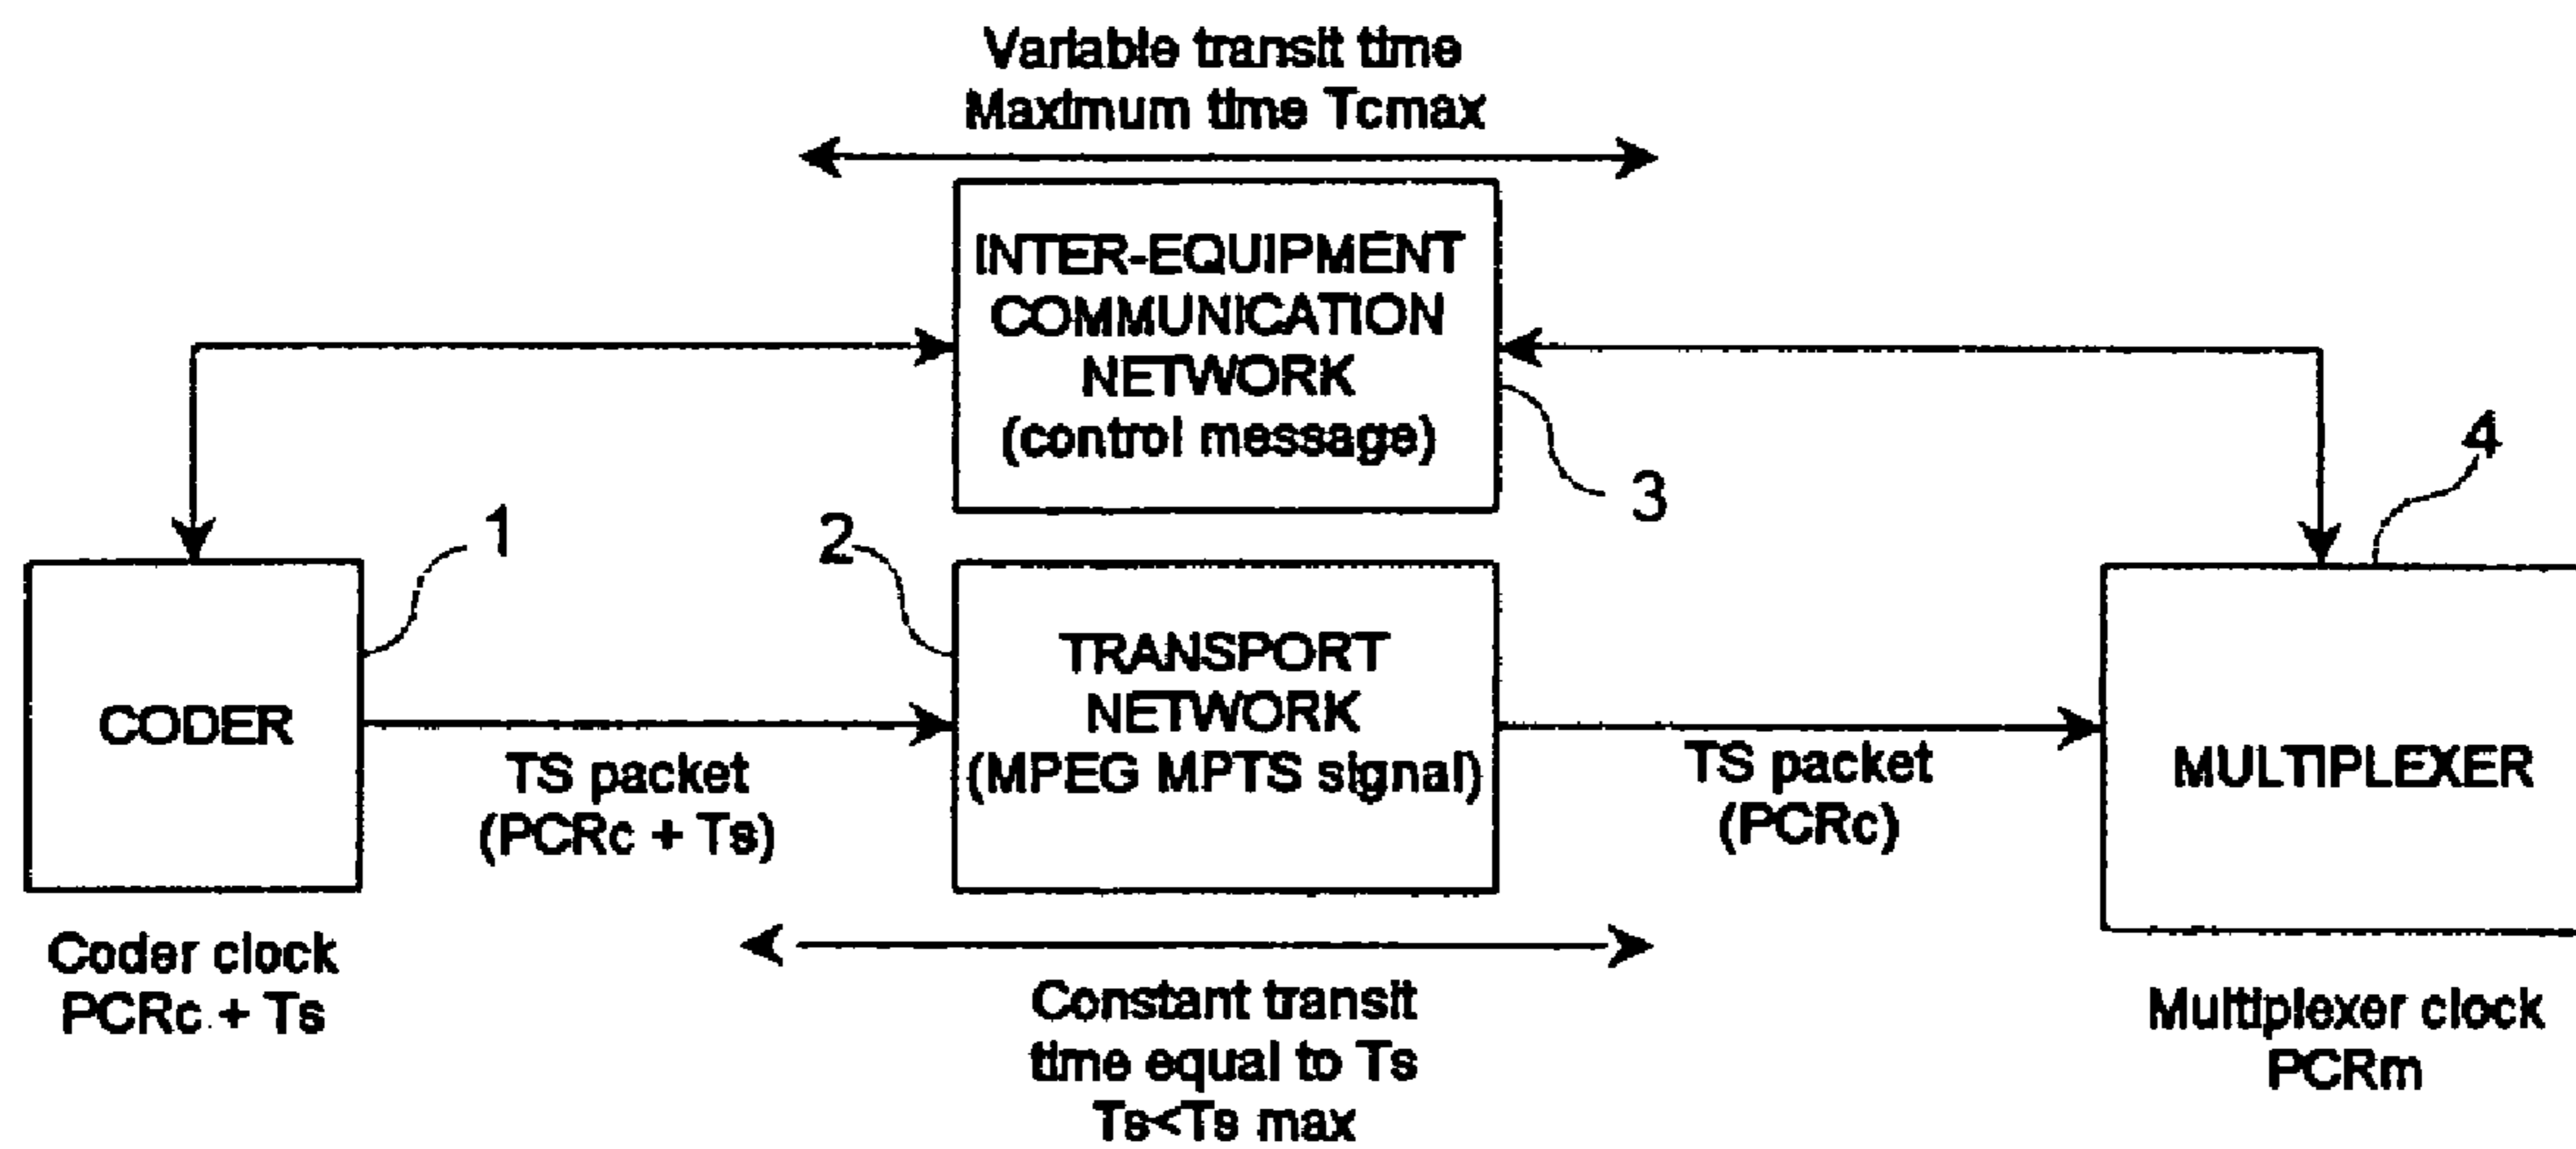 Variable transit time
Maximum time Tcmax
INTER-EQUIPMENT
COMMUNICATION
NETWORK
(control message)
3
4
1
2
CODER
TRANSPORT
NETWORK
(MPEG MPTS signal)
MULTIPLEXER
TS packet
(PCRc + Ts)
TS packet
(PCRc)
Coder clock
PCRc + Ts
Constant transit
time equal to Ts
Ts<Ts max
Multiplexer clock
PCRm